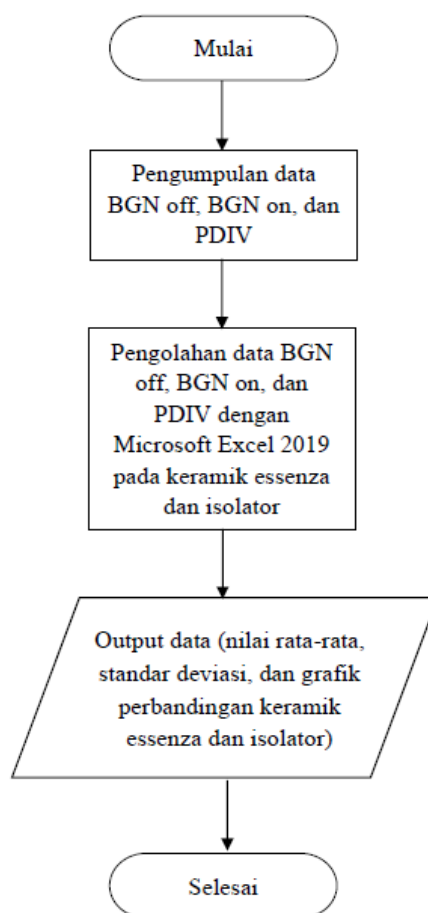 Mulai
Pengumpulan data
BGN off, BGN on, dan
PDIV
Pengolahan data BGN
off, BGN on, dan
PDIV dengan
Microsoft Excel 2019
pada keramik essenza
dan isolator
Output data (nilai rata-rata,
standar deviasi, dan grafik
perbandingan keramik
essenza dan isolator)
Selesai